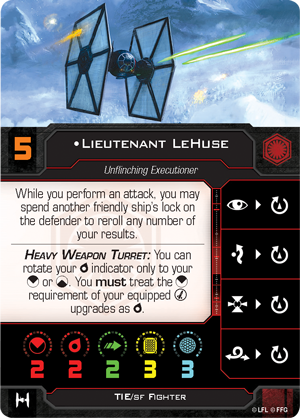 •Lieutenant LeHuse
5
Unflinching Executioner
While you perform an attack, you may
spend another friendly ship's lock on
the defender to reroll any number of
your results.
Heavy Weapon Turret: You can
rotate your indicator only to your
or . You must treat the
requirement of your equipped
upgrades as .
2 2 2 3 3
TIE/sf Fighter
© LFL © FFG